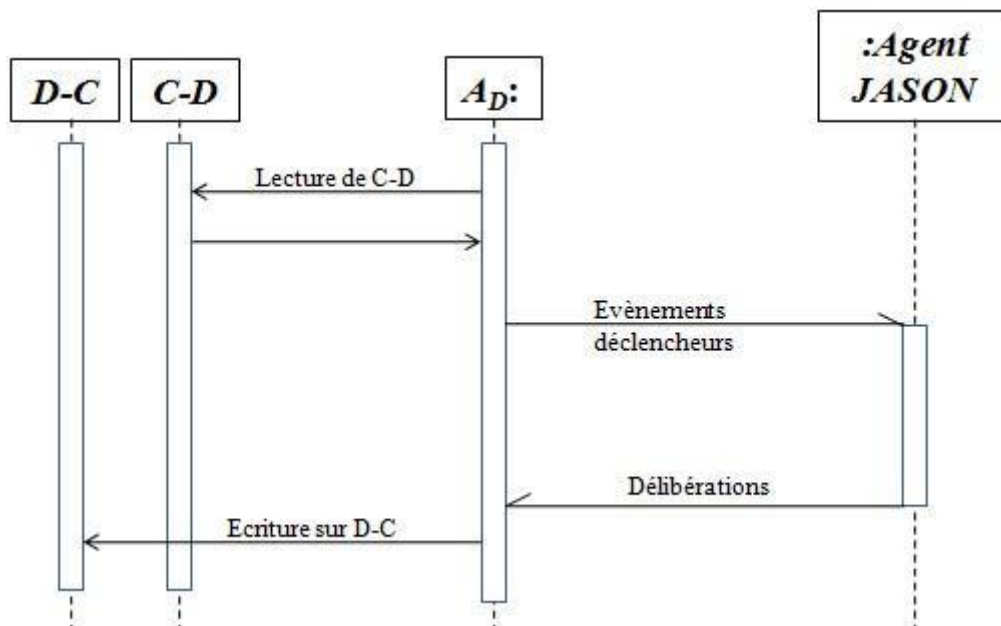 :Agent
JASON
D-C
C-D
A_D:
Lecture de C-D
Evènements
déclencheurs
Délibérations
Ecriture sur D-C